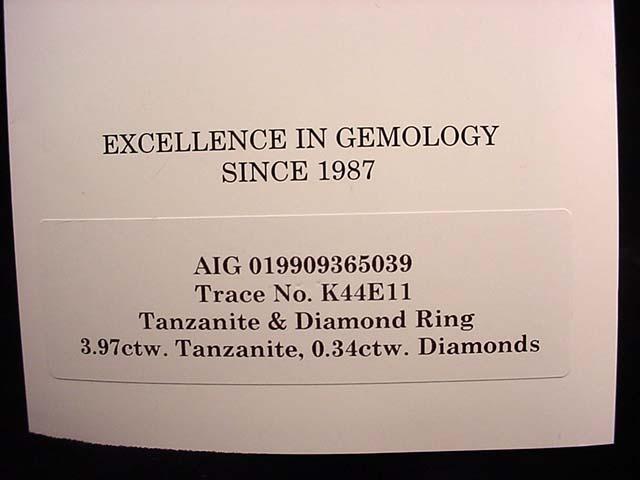 EXCELLENCE IN GEMOLOGY
SINCE 1987
AIG 019909365039
Trace No. K44E11
Tanzanite & Diamond Ring
3.97ctw. Tanzanite, 0.34ctw. Diamonds